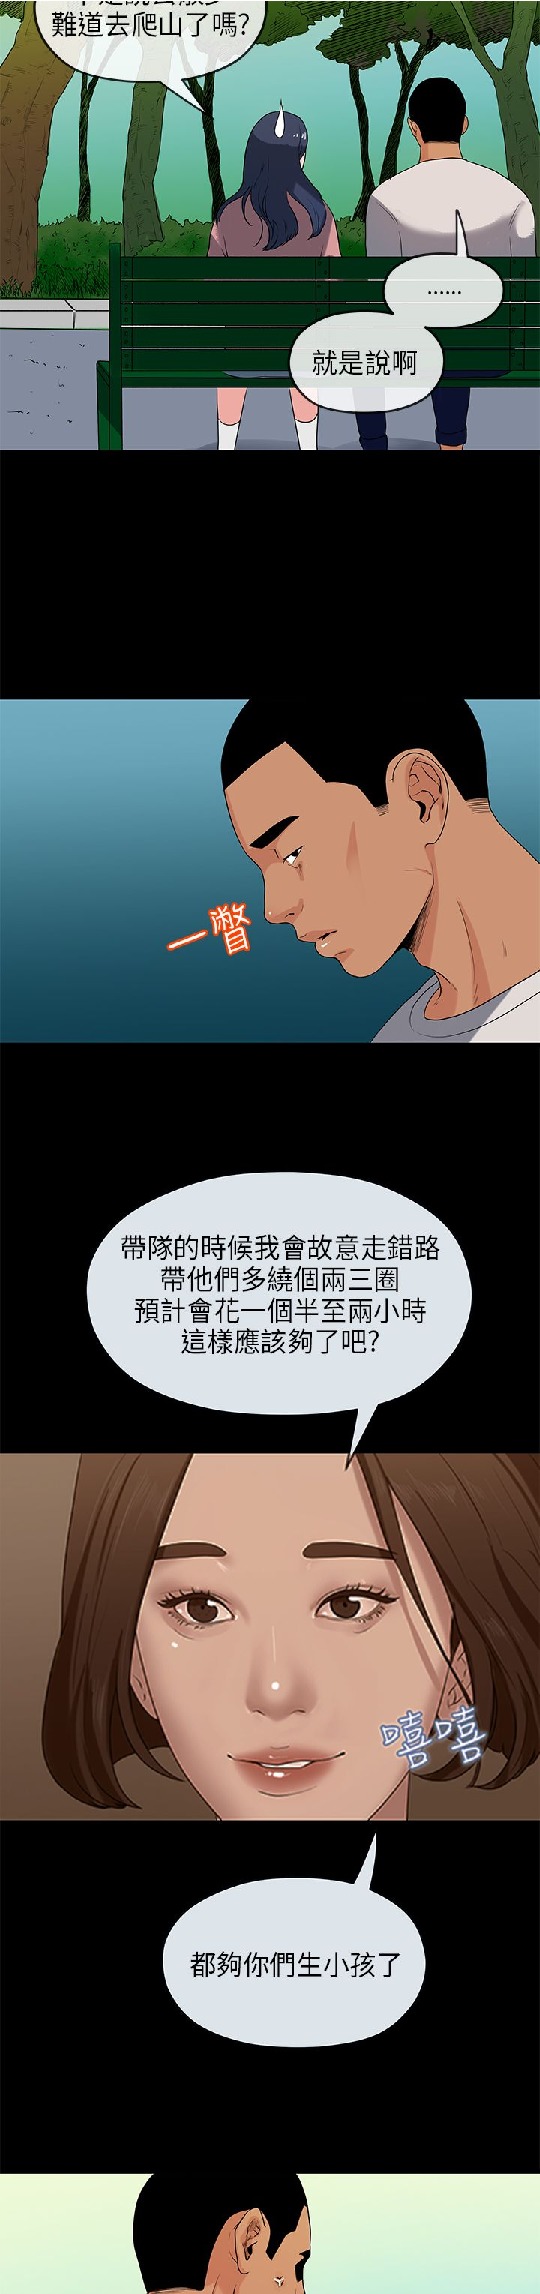 難道去爬山了嗎?
......
就是說啊
一瞥
帶隊的時候我會故意走錯路
帶他們多繞個兩三圈
預計會花一個半至兩小時
這樣應該夠了吧?
嘻嘻
都夠你們生小孩了